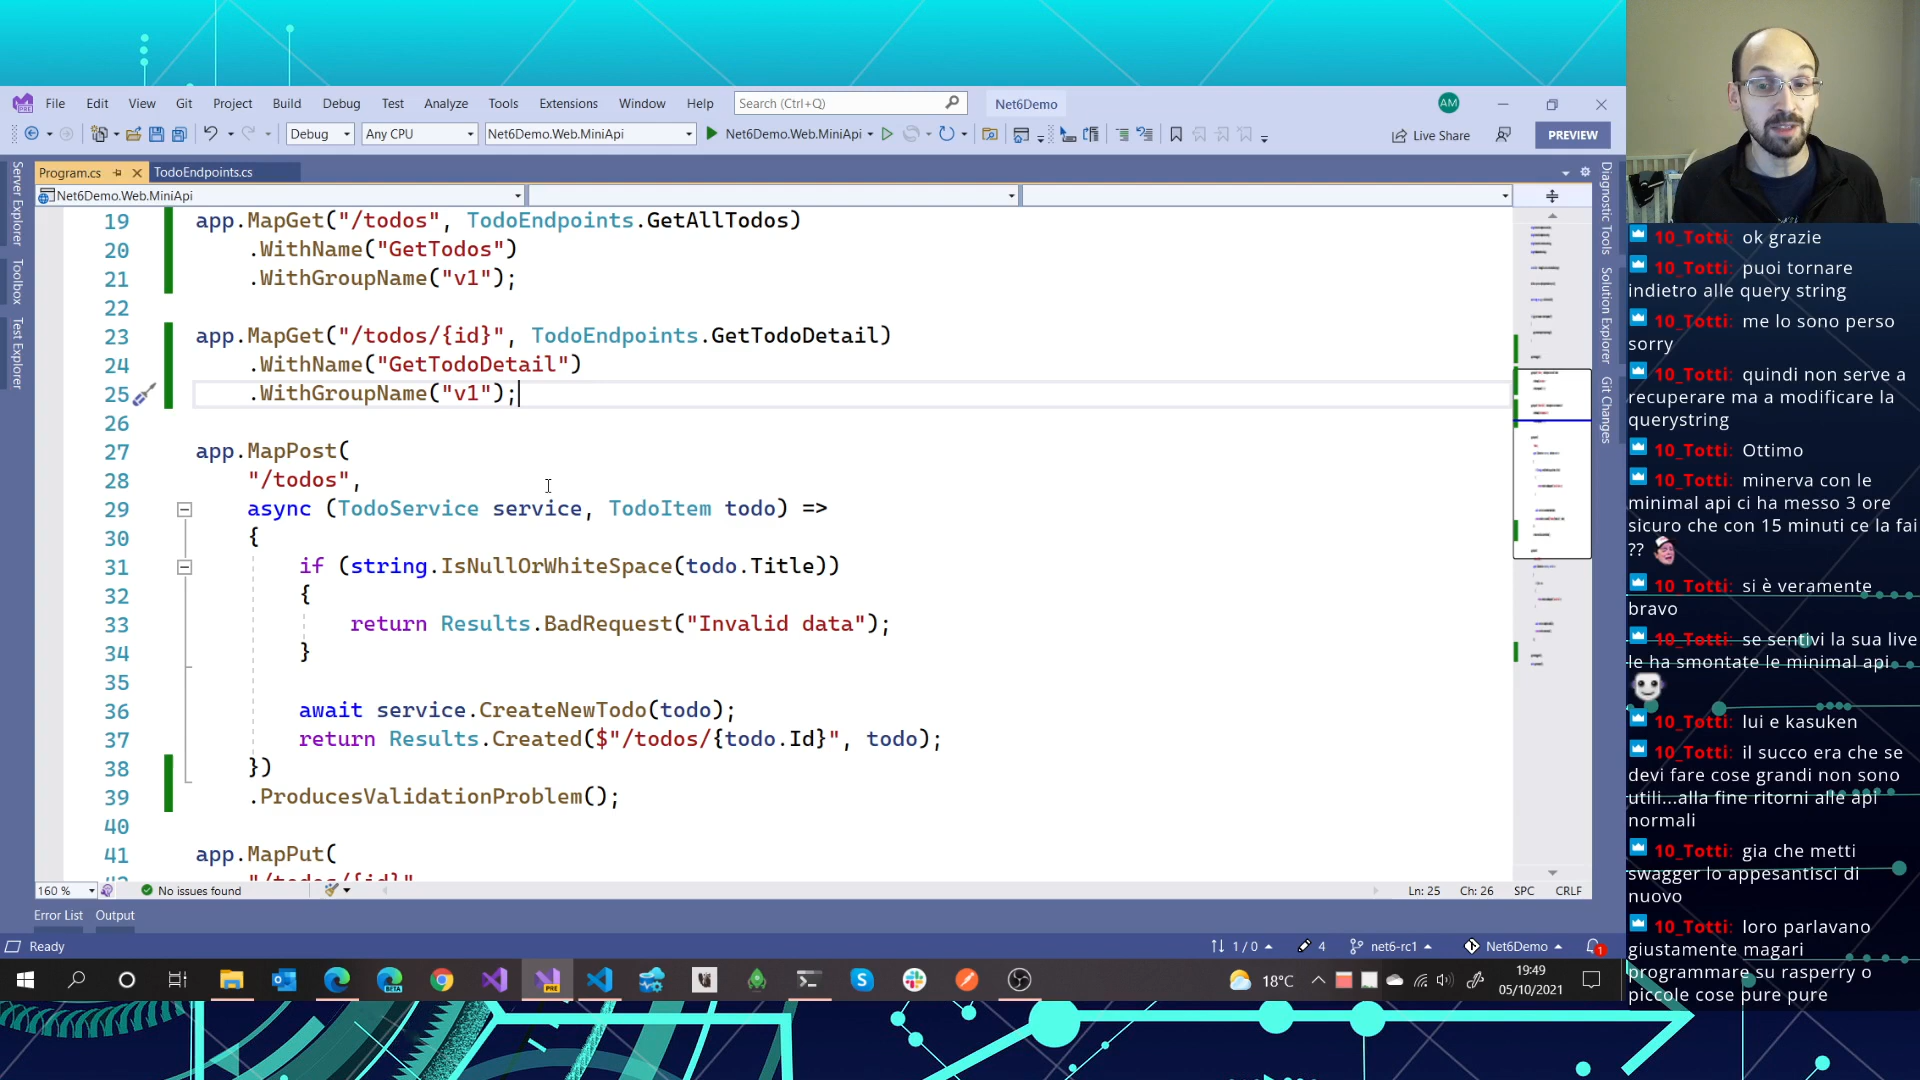 File Edit View Git Project Build Debug Test Analyze Tools Extensions Window Help Search (Ctrl+Q) Net6Demo AM
Debug Any CPU Net6Demo.Web.MiniApi Net6Demo.Web.MiniApi Live Share PREVIEW
Server Explorer
Toolbox
Test Explorer
Program.cs TodoEndpoints.cs
Net6Demo.Web.MiniApi
19 app.MapGet("/todos", TodoEndpoints.GetAllTodos)
20 .WithName("GetTodos")
21 .WithGroupName("v1");
22
23 app.MapGet("/todos/{id}", TodoEndpoints.GetTodoDetail)
24 .WithName("GetTodoDetail")
25 .WithGroupName("v1");
26
27 app.MapPost(
28 "/todos",
29 async (TodoService service, TodoItem todo) =>
30 {
31 if (string.IsNullOrWhiteSpace(todo.Title))
32 {
33 return Results.BadRequest("Invalid data");
34 }
35
36 await service.CreateNewTodo(todo);
37 return Results.Created($"/todos/{todo.Id}", todo);
38 })
39 .ProducesValidationProblem();
40
41 app.MapPut(
"/todos/{id}"
160 % No issues found Ln: 25 Ch: 26 SPC CRLF
Error List Output
Ready 1 / 0 4 net6-rc1 Net6Demo 1
Diagnostic Tools
Solution Explorer
Git Changes
10_Totti: ok grazie
10_Totti: puoi tornare
indietro alle query string
10_Totti: me lo sono perso
sorry
10_Totti: quindi non serve a
recuperare ma a modificare la
querystring
10_Totti: Ottimo
10_Totti: minerva con le
minimal api ci ha messo 3 ore
sicuro che con 15 minuti ce la fai
??
10_Totti: si è veramente
bravo
10_Totti: se sentivi la sua live
le ha smontate le minimal api
10_Totti: lui e kasuken
10_Totti: il succo era che se
devi fare cose grandi non sono
utili...alla fine ritorni alle api
normali
10_Totti: gia che metti
swagger lo appesantisci di
nuovo
10_Totti: loro parlavano
giustamente magari
programmare su rasperry o
piccole cose pure pure
BETA PRE 18°C 19:49
05/10/2021